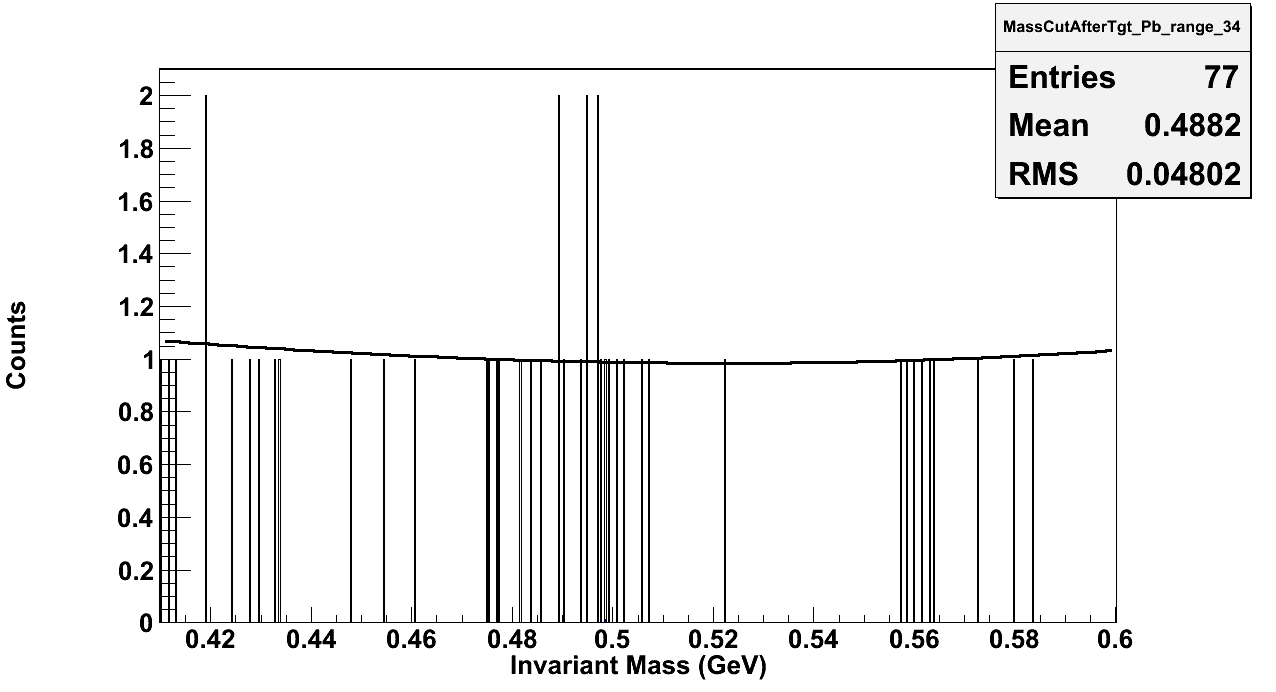 MassCutAfterTgt_Pb_range_34
Entries 77
Mean 0.4882
RMS 0.04802
Counts
2
1.8
1.6
1.4
1.2
1
0.8
0.6
0.4
0.2
0
0.42 0.44 0.46 0.48 0.5 0.52 0.54 0.56 0.58 0.6
Invariant Mass (GeV)